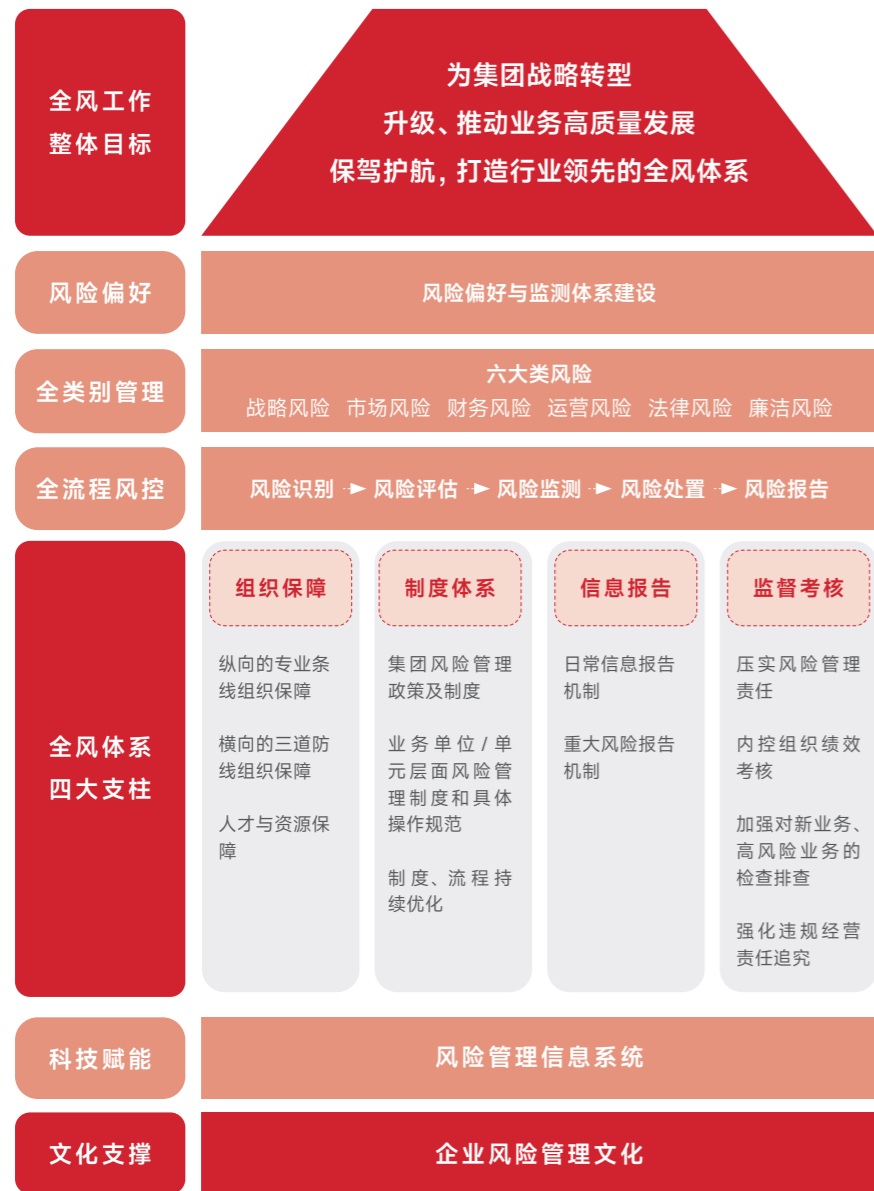 全风工作
整体目标
为集团战略转型
升级、推动业务高质量发展
保驾护航，打造行业领先的全风体系
风险偏好
风险偏好与监测体系建设
全类别管理
六大类风险
战略风险 市场风险 财务风险 运营风险 法律风险 廉洁风险
全流程风控
风险识别 风险评估 风险监测 风险处置 风险报告
全风体系
四大支柱
组织保障
纵向的专业条
线组织保障
横向的三道防
线组织保障
人才与资源保
障
制度体系
集团风险管理
政策及制度
业务单位 / 单
元层面风险管
理制度和具体
操作规范
制度、流程持
续优化
信息报告
日常信息报告
机制
重大风险报告
机制
监督考核
压实风险管理
责任
内控组织绩效
考核
加强对新业务、
高风险业务的
检查排查
强化违规经营
责任追究
科技赋能
风险管理信息系统
文化支撑
企业风险管理文化